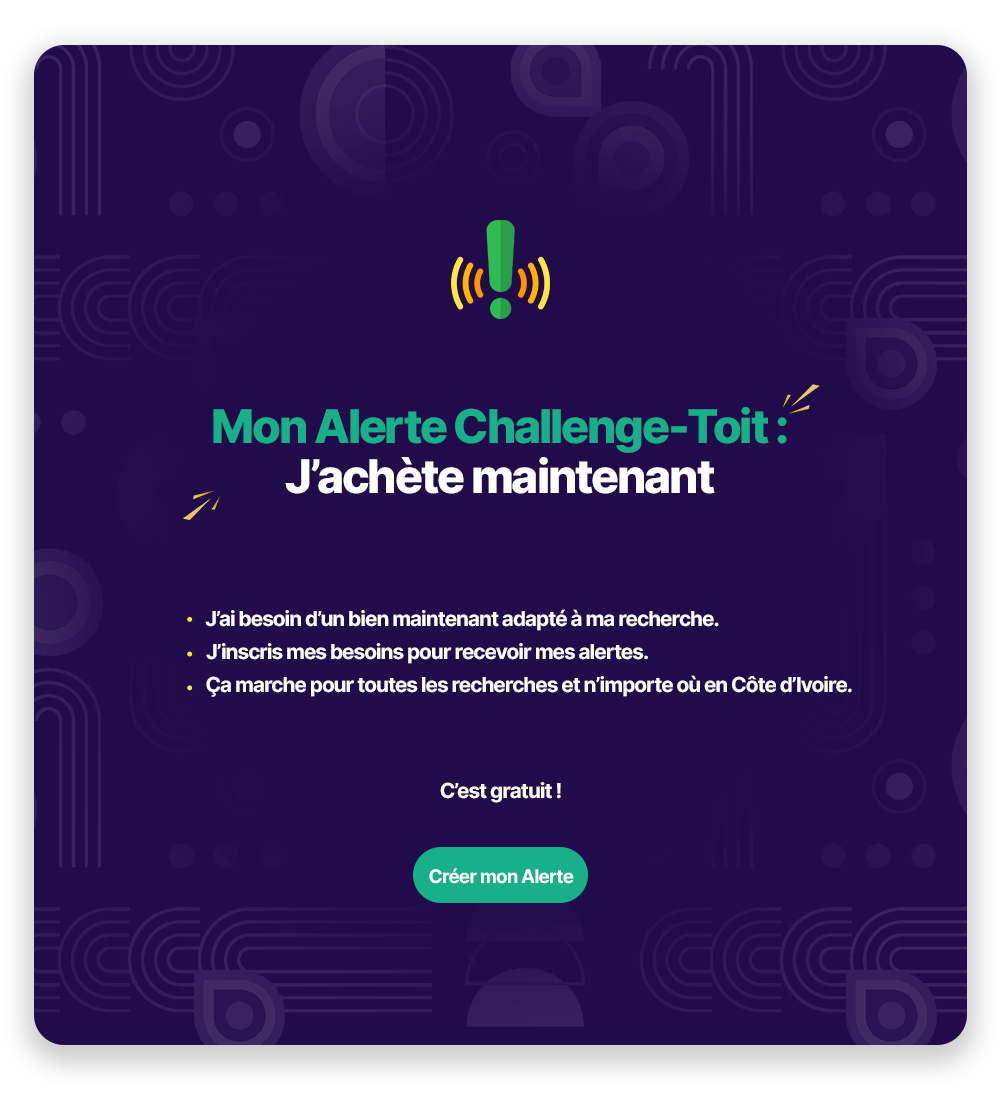 Mon Alerte Challenge-Toit :
J’achète maintenant
• J’ai besoin d’un bien maintenant adapté à ma recherche.
• J’inscris mes besoins pour recevoir mes alertes.
• Ça marche pour toutes les recherches et n’importe où en Côte d’Ivoire.
C’est gratuit !
Créer mon Alerte